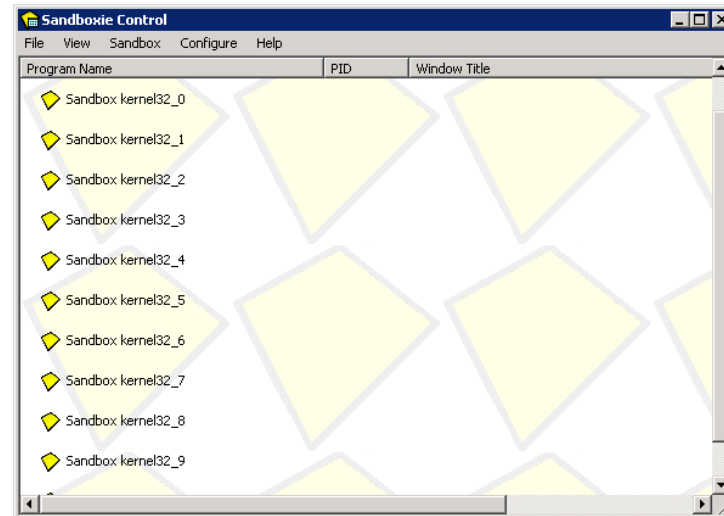 Sandboxie Control
File View Sandbox Configure Help
Program Name PID Window Title
Sandbox kernel32_0
Sandbox kernel32_1
Sandbox kernel32_2
Sandbox kernel32_3
Sandbox kernel32_4
Sandbox kernel32_5
Sandbox kernel32_6
Sandbox kernel32_7
Sandbox kernel32_8
Sandbox kernel32_9